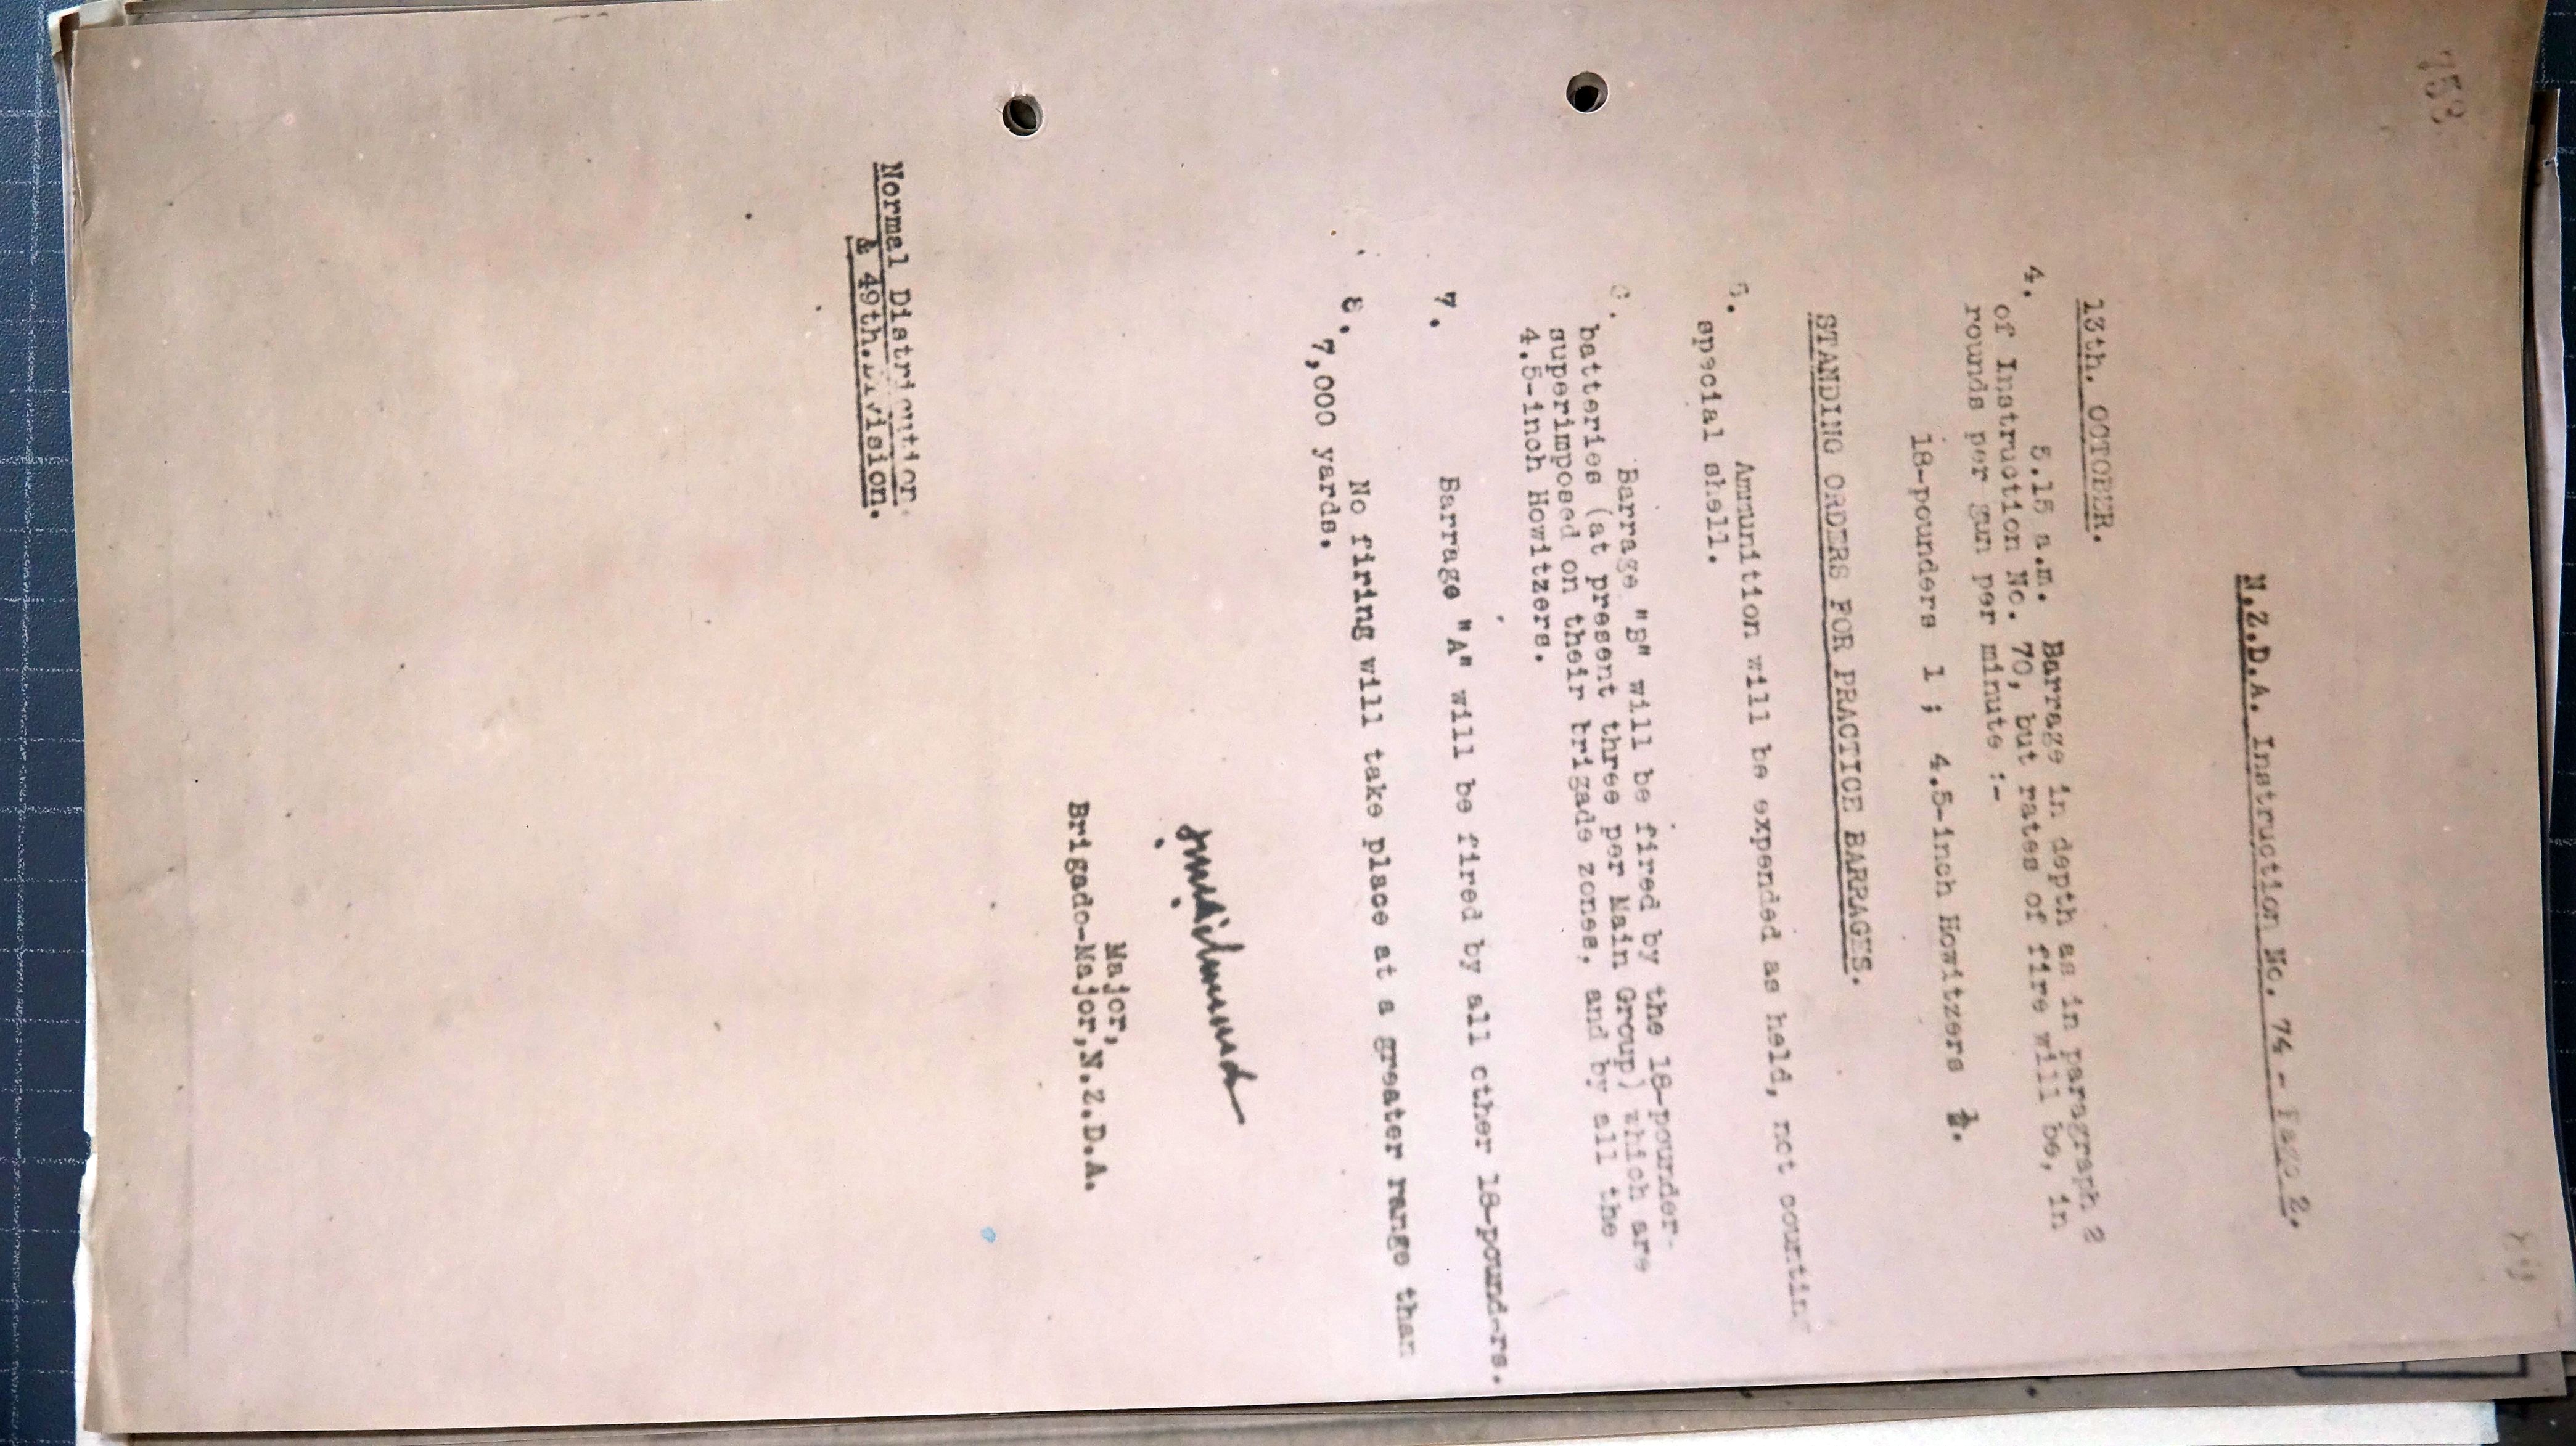 753
N.Z.D.A. Instruction No. 74 - Page 2.
13th. OCTOBER.
4. 5.15 a.m. Barrage in depth as in paragraph 2
of Instruction No. 70, but rates of fire will be, in
rounds per gun per minute :-
18-pounders 1 ; 4.5-inch Howitzers ½.
STANDING ORDERS FOR PRACTICE BARRAGES.
5. Ammunition will be expended as held, not counting
special shell.
6. Barrage "B" will be fired by the 18-pounder-
batteries (at present three per Main Group) which are
superimposed on their brigade zones, and by all the
4.5-inch Howitzers.
7. Barrage "A" will be fired by all other 18-pounders.
8. No firing will take place at a greater range than
7,000 yards.
Major,
Brigade-Major, N.Z.D.A.
Normal Distribution.
& 49th. Division.